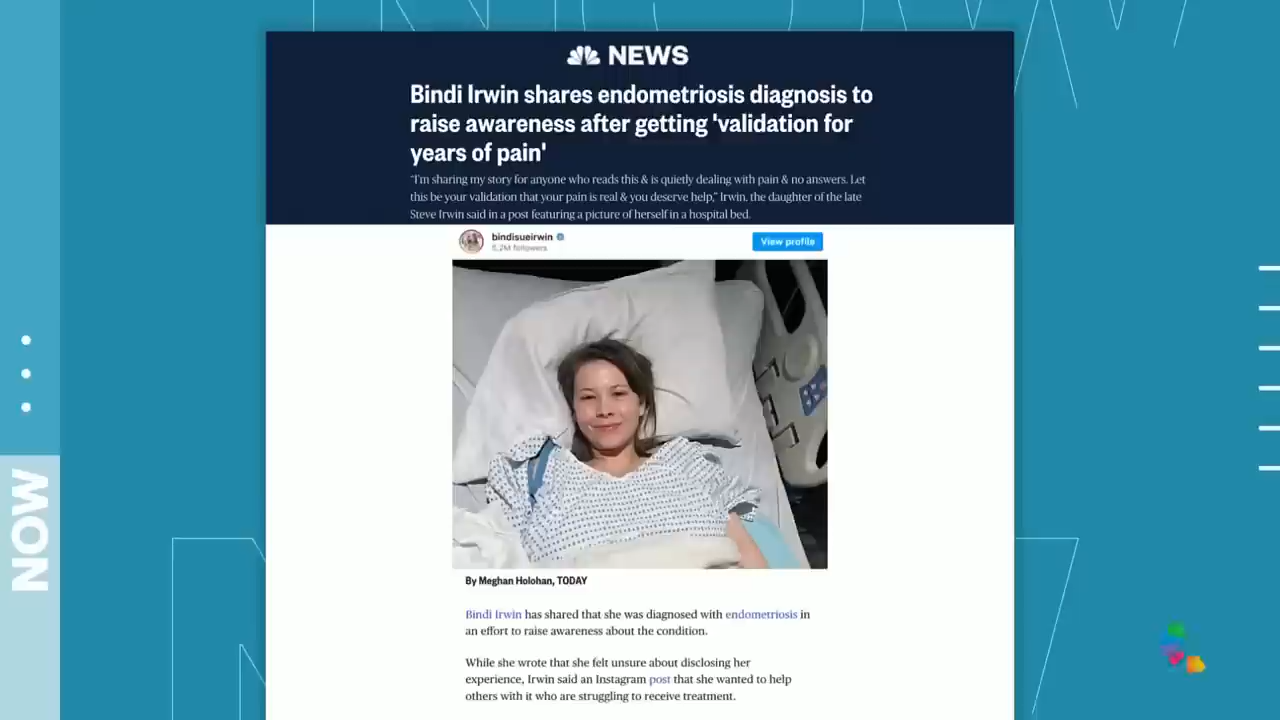 NEWS
Bindi Irwin shares endometriosis diagnosis to
raise awareness after getting 'validation for
years of pain'
"I'm sharing my story for anyone who reads this & is quietly dealing with pain & no answers. Let
this be your validation that your pain is real & you deserve help," Irwin, the daughter of the late
Steve Irwin said in a post featuring a picture of herself in a hospital bed.
bindisueirwin
5.2M followers
View profile
By Meghan Holohan, TODAY
Bindi Irwin has shared that she was diagnosed with endometriosis in
an effort to raise awareness about the condition.
While she wrote that she felt unsure about disclosing her
experience, Irwin said an Instagram post that she wanted to help
others with it who are struggling to receive treatment.
NOW